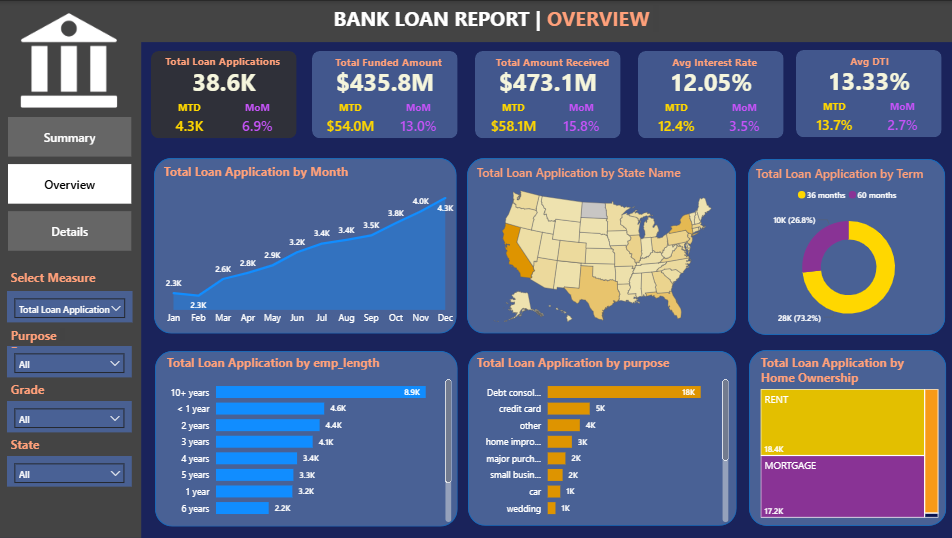 BANK LOAN REPORT | OVERVIEW
Summary
Overview
Details
Select Measure
Total Loan Application
Purpose
All
Grade
All
State
All
Total Loan Applications
38.6K
MTD MoM
4.3K 6.9%
Total Funded Amount
$435.8M
MTD MoM
$54.0M 13.0%
Total Amount Received
$473.1M
MTD MoM
$58.1M 15.8%
Avg Interest Rate
12.05%
MTD MoM
12.4% 3.5%
Avg DTI
13.33%
MTD MoM
13.7% 2.7%
Total Loan Application by Month
2.3K 2.3K 2.6K 2.8K 2.9K 3.2K 3.4K 3.4K 3.5K 3.8K 4.0K 4.3K
Jan Feb Mar Apr May Jun Jul Aug Sep Oct Nov Dec
Total Loan Application by State Name
Total Loan Application by Term
36 months 60 months
10K (26.8%)
28K (73.2%)
Total Loan Application by emp_length
10+ years 8.9K
< 1 year 4.6K
2 years 4.4K
3 years 4.1K
4 years 3.4K
5 years 3.3K
1 year 3.2K
6 years 2.2K
Total Loan Application by purpose
Debt consol... 18K
credit card 5K
other 4K
home impro... 3K
major purch... 2K
small busin... 2K
car 1K
wedding 1K
Total Loan Application by
Home Ownership
RENT
18.4K
MORTGAGE
17.2K